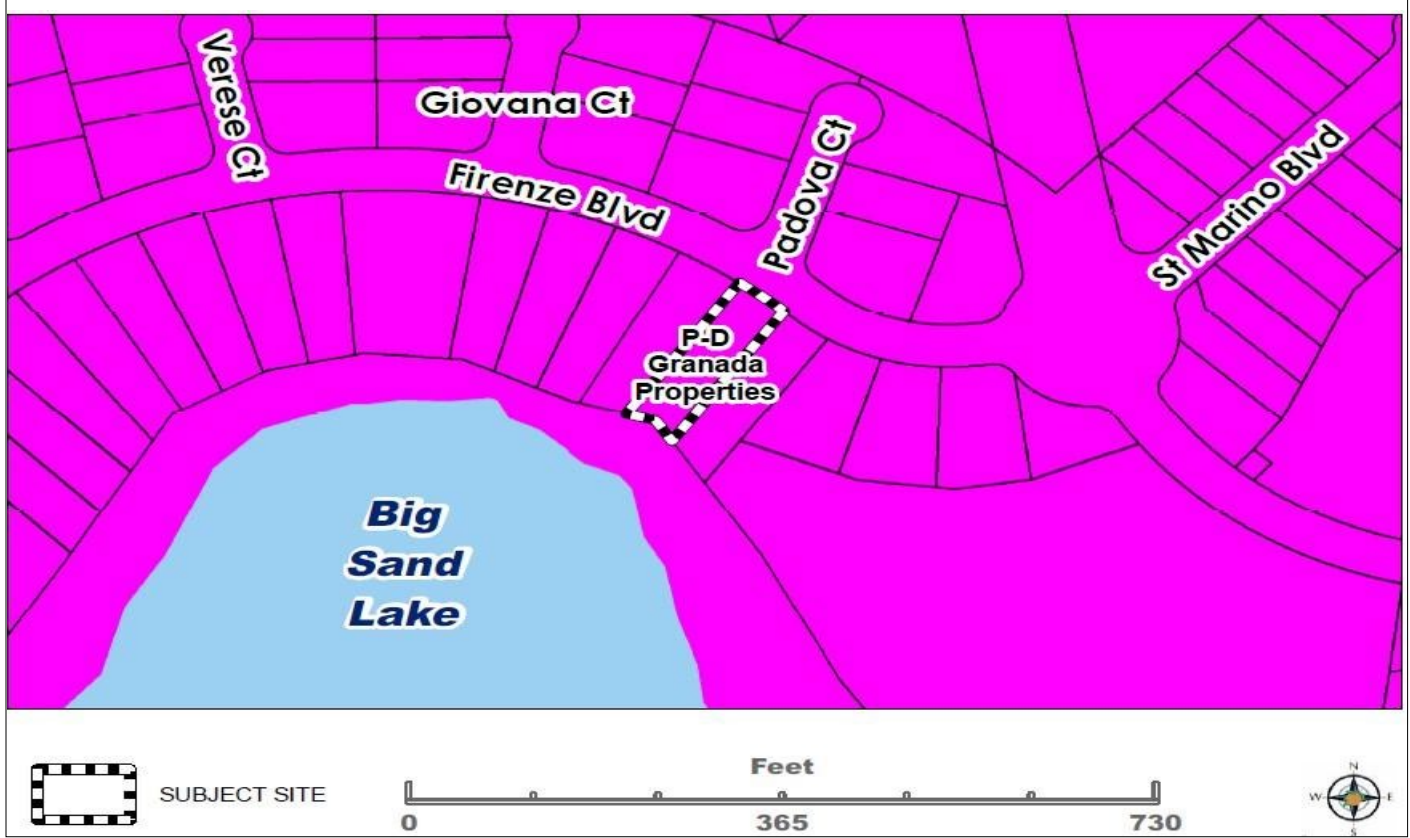 Verese Ct
Giovana Ct
Firenze Blvd
Padova Ct
St Marino Blvd
P-D
Granada
Properties
Big
Sand
Lake
SUBJECT SITE
Feet
0 365 730
N
W E
S